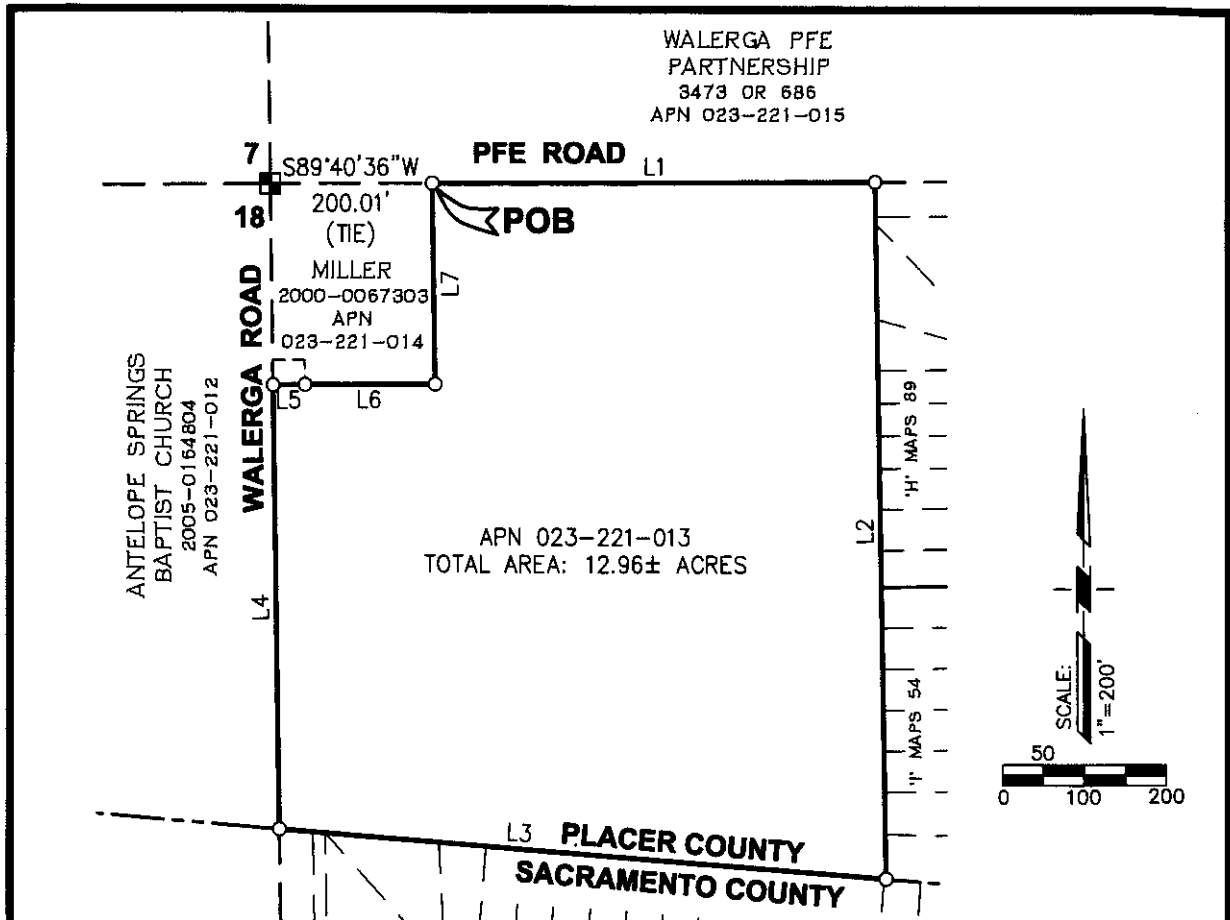 WALERGA PFE
PARTNERSHIP
3473 OR 686
APN 023-221-015
7
S89°40'36"W
PFE ROAD
L1
18
200.01'
(TIE)
POB
MILLER
2000-0067303
APN
023-221-014
L7
WALERGA ROAD
L5
L6
ANTELOPE SPRINGS
BAPTIST CHURCH
2005-0164804
APN 023-221-012
'H' MAPS 89
APN 023-221-013
TOTAL AREA: 12.96± ACRES
L2
L4
'I' MAPS 54
SCALE:
1"=200'
50
0 100 200
L3 PLACER COUNTY
SACRAMENTO COUNTY